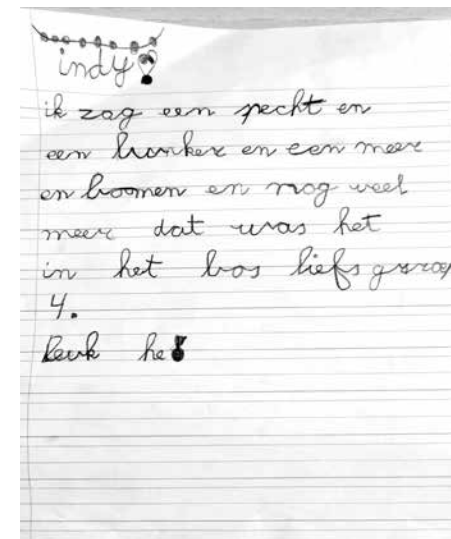 indy
ik zag een specht en
een bunker en een meer
en boomen en nog veel
meer dat was het
in het bos liefs groep
4.
leuk he